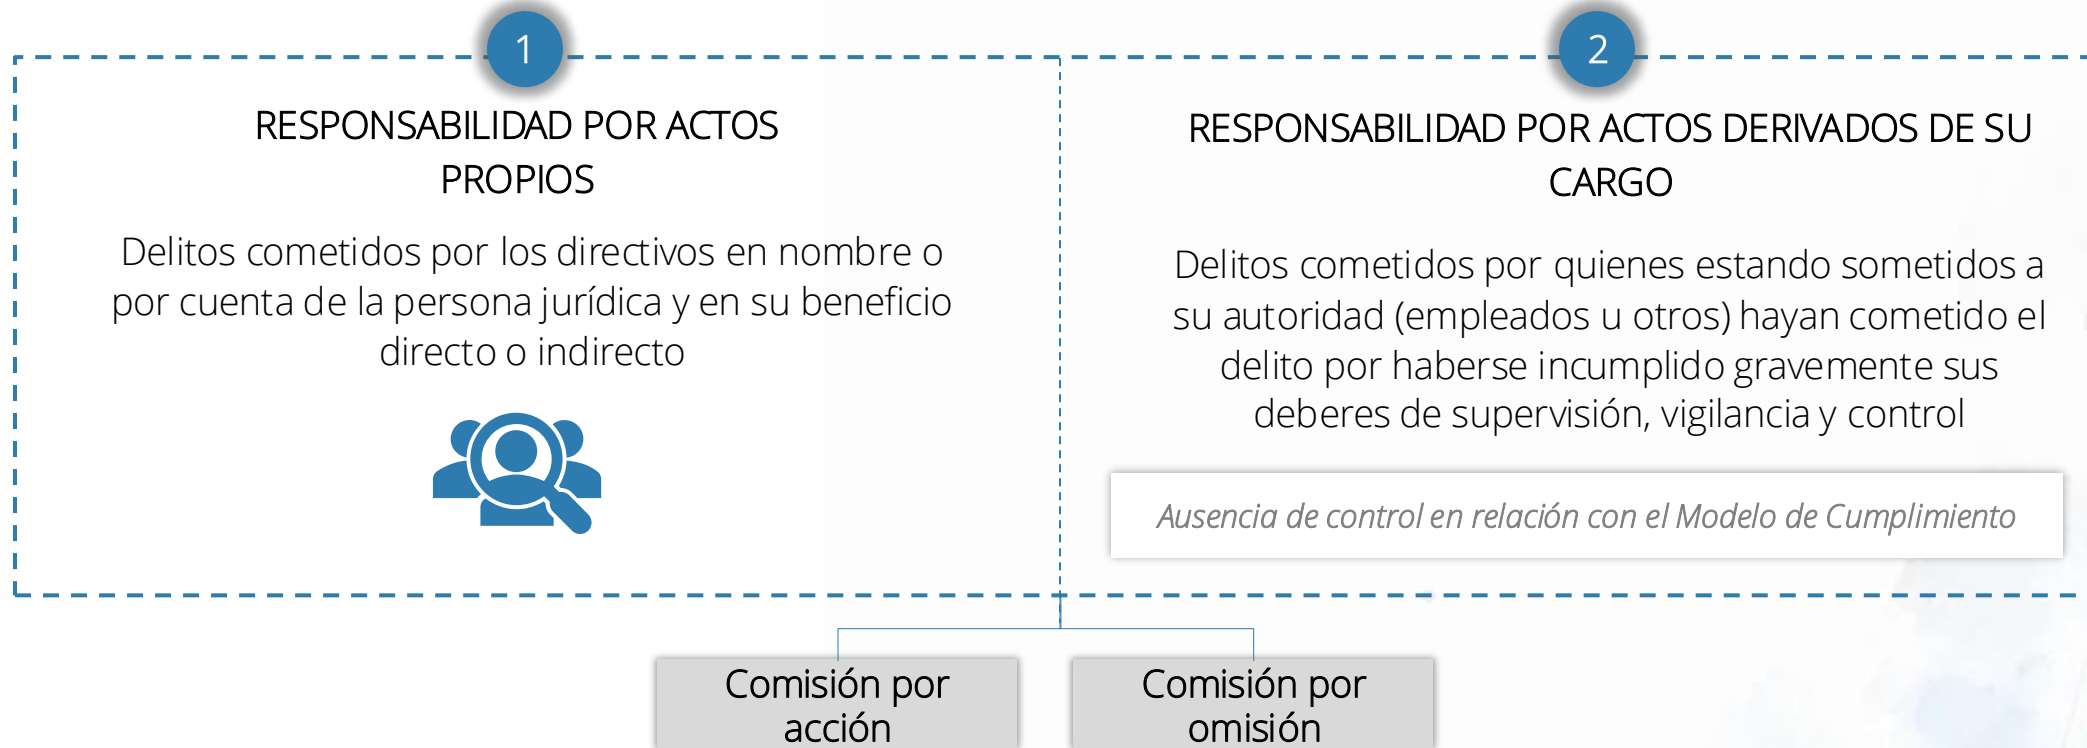 1
RESPONSABILIDAD POR ACTOS
PROPIOS
Delitos cometidos por los directivos en nombre o
por cuenta de la persona jurídica y en su beneficio
directo o indirecto
2
RESPONSABILIDAD POR ACTOS DERIVADOS DE SU
CARGO
Delitos cometidos por quienes estando sometidos a
su autoridad (empleados u otros) hayan cometido el
delito por haberse incumplido gravemente sus
deberes de supervisión, vigilancia y control
Ausencia de control en relación con el Modelo de Cumplimiento
Comisión por
acción
Comisión por
omisión